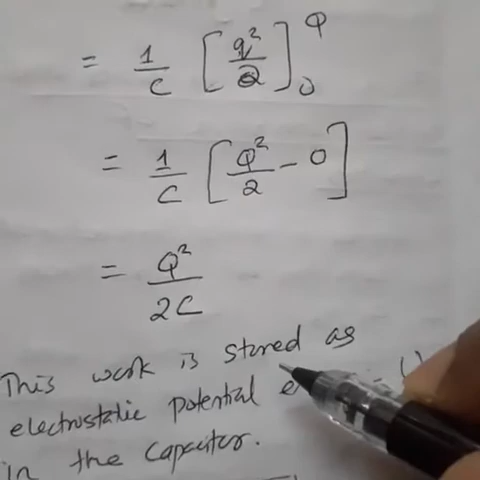 = 1/C [q²/2]₀^Q
= 1/C [Q²/2 - 0]
= Q²/2C
This work is stored as
electrostatic potential
in the capacitor.